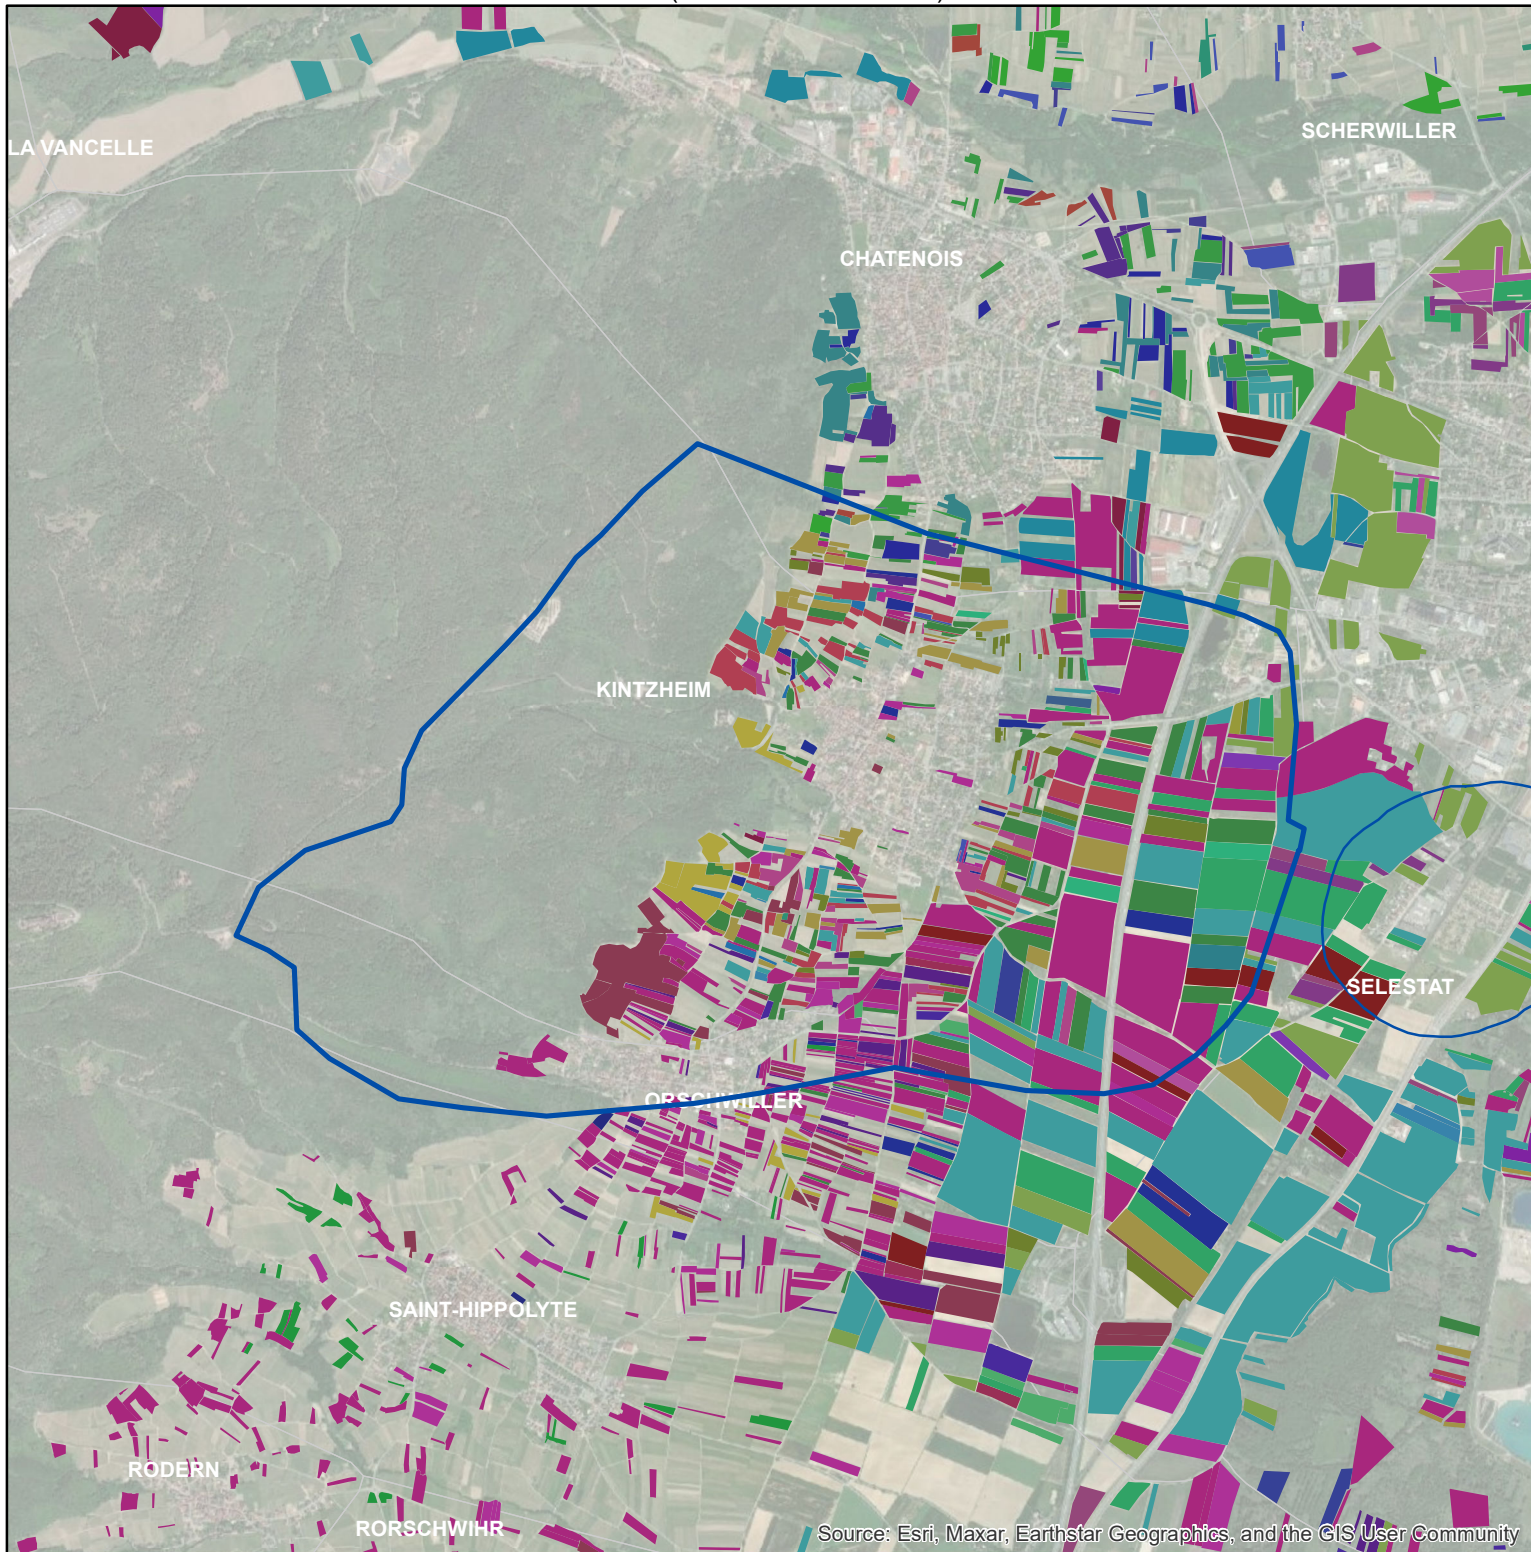 LA VANCELLE
SCHERWILLER
CHATENOIS
KINTZHEIM
SELESTAT
ORSCHWILLER
SAINT-HIPPOLYTE
RODERN
RORSCHWIHR
Source: Esri, Maxar, Earthstar Geographics, and the GIS User Community